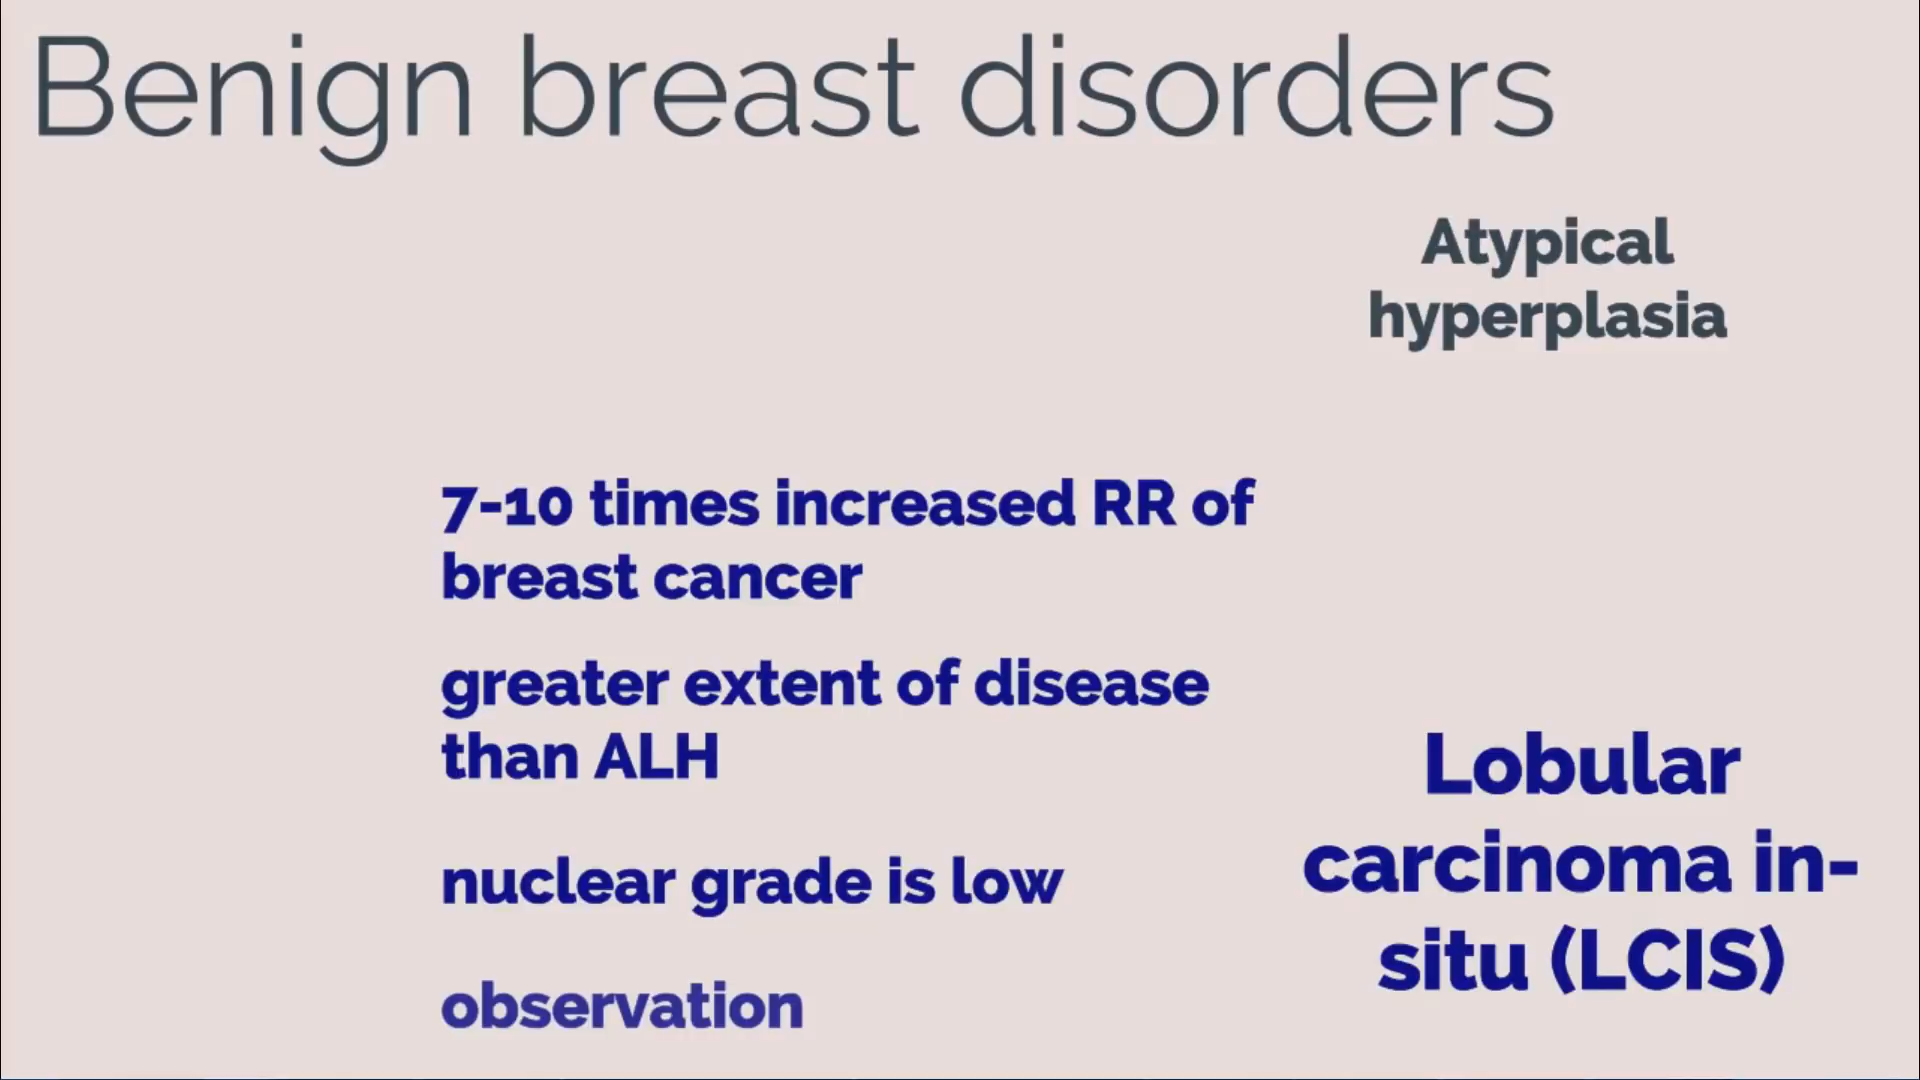 Benign breast disorders
Atypical
hyperplasia
7-10 times increased RR of
breast cancer
greater extent of disease
than ALH
nuclear grade is low
observation
Lobular
carcinoma in-
situ (LCIS)